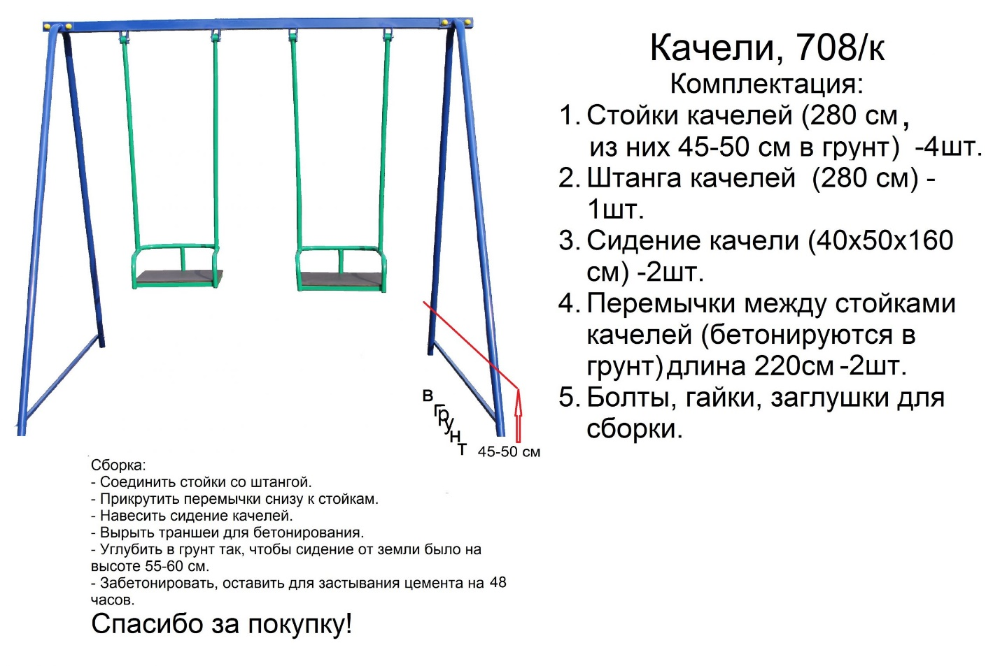 Качели, 708/к
Комплектация:
1. Стойки качелей (280 см,
из них 45-50 см в грунт) -4шт.
2. Штанга качелей (280 см) -
1шт.
3. Сидение качели (40х50х160
см) -2шт.
4. Перемычки между стойками
качелей (бетонируются в
грунт) длина 220см -2шт.
5. Болты, гайки, заглушки для
сборки.
в грунт
45-50 см
Сборка:
- Соединить стойки со штангой.
- Прикрутить перемычки снизу к стойкам.
- Навесить сидение качелей.
- Вырыть траншеи для бетонирования.
- Углубить в грунт так, чтобы сидение от земли было на
высоте 55-60 см.
- Забетонировать, оставить для застывания цемента на 48
часов.
Спасибо за покупку!